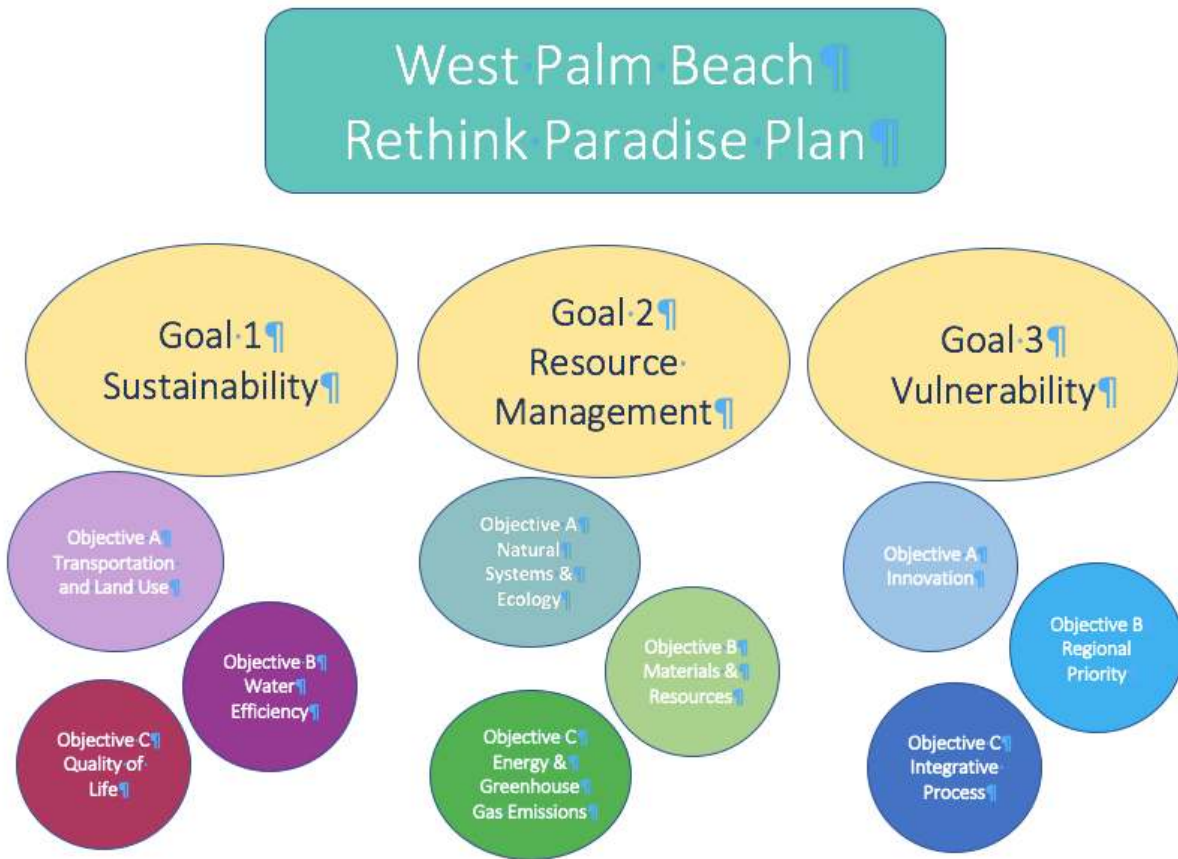 West Palm Beach¶
Rethink Paradise Plan¶
Goal 1¶
Sustainability¶
Goal 2¶
Resource
Management¶
Goal 3¶
Vulnerability¶
Objective A¶
Transportation
and Land Use¶
Objective B¶
Water¶
Efficiency¶
Objective C¶
Quality of
Life¶
Objective A¶
Natural¶
Systems &
Ecology¶
Objective B¶
Materials & ¶
Resources¶
Objective C¶
Energy & ¶
Greenhouse¶
Gas Emissions¶
Objective A¶
Innovation¶
Objective B
Regional
Priority
Objective C¶
Integrative
Process¶